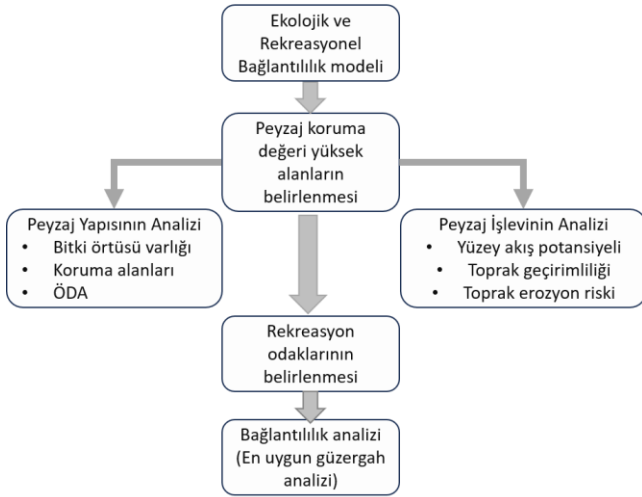 Ekolojik ve
Rekreasyonel
Bağlantılılık modeli
Peyzaj koruma
değeri yüksek
alanların
belirlenmesi
Peyzaj Yapısının Analizi
• Bitki örtüsü varlığı
• Koruma alanları
• ÖDA
Peyzaj İşlevinin Analizi
• Yüzey akış potansiyeli
• Toprak geçirimliliği
• Toprak erozyon riski
Rekreasyon
odaklarının
belirlenmesi
Bağlantılılık analizi
(En uygun güzergah
analizi)